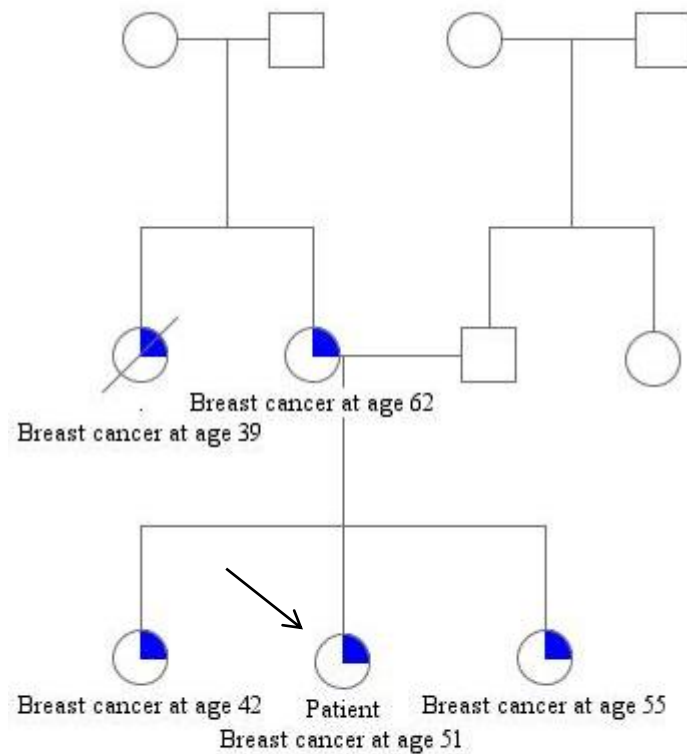 Breast cancer at age 62
Breast cancer at age 39
Breast cancer at age 42
Patient
Breast cancer at age 55
Breast cancer at age 51